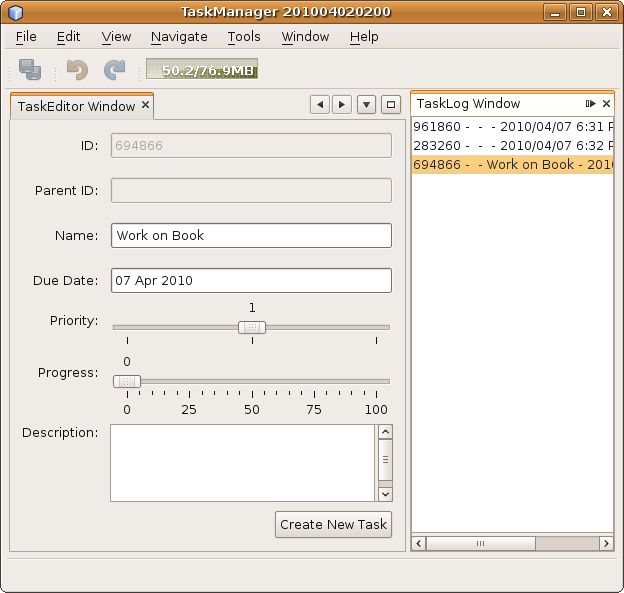 TaskManager 201004020200
File Edit View Navigate Tools Window Help
50.2/76.9MB
TaskEditor Window
TaskLog Window
ID: 694866
Parent ID:
Name: Work on Book
Due Date: 07 Apr 2010
Priority: 1
Progress: 0
0 25 50 75 100
Description:
Create New Task
961860 - - - 2010/04/07 6:31 P
283260 - - - 2010/04/07 6:32 P
694866 - - Work on Book - 201